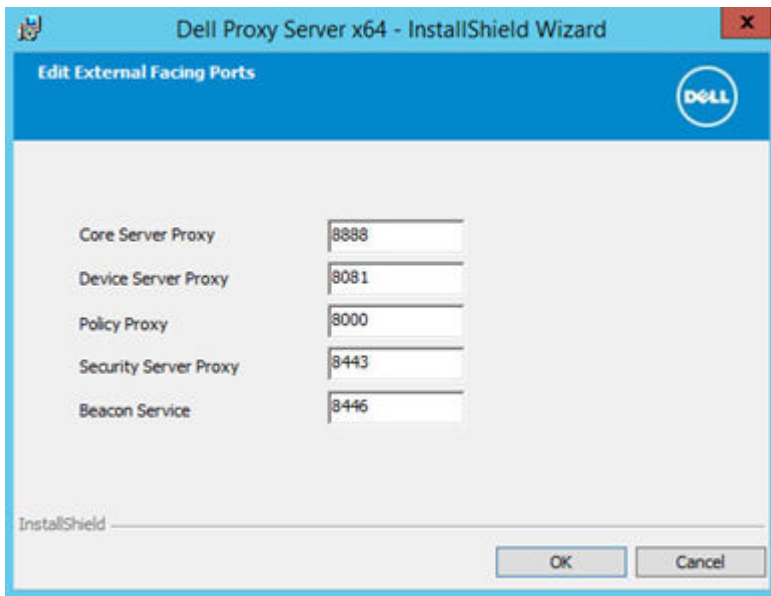 Dell Proxy Server x64 - InstallShield Wizard
x
Edit External Facing Ports
DELL
Core Server Proxy 8888
Device Server Proxy 8081
Policy Proxy 8000
Security Server Proxy 8443
Beacon Service 8446
InstallShield
OK Cancel